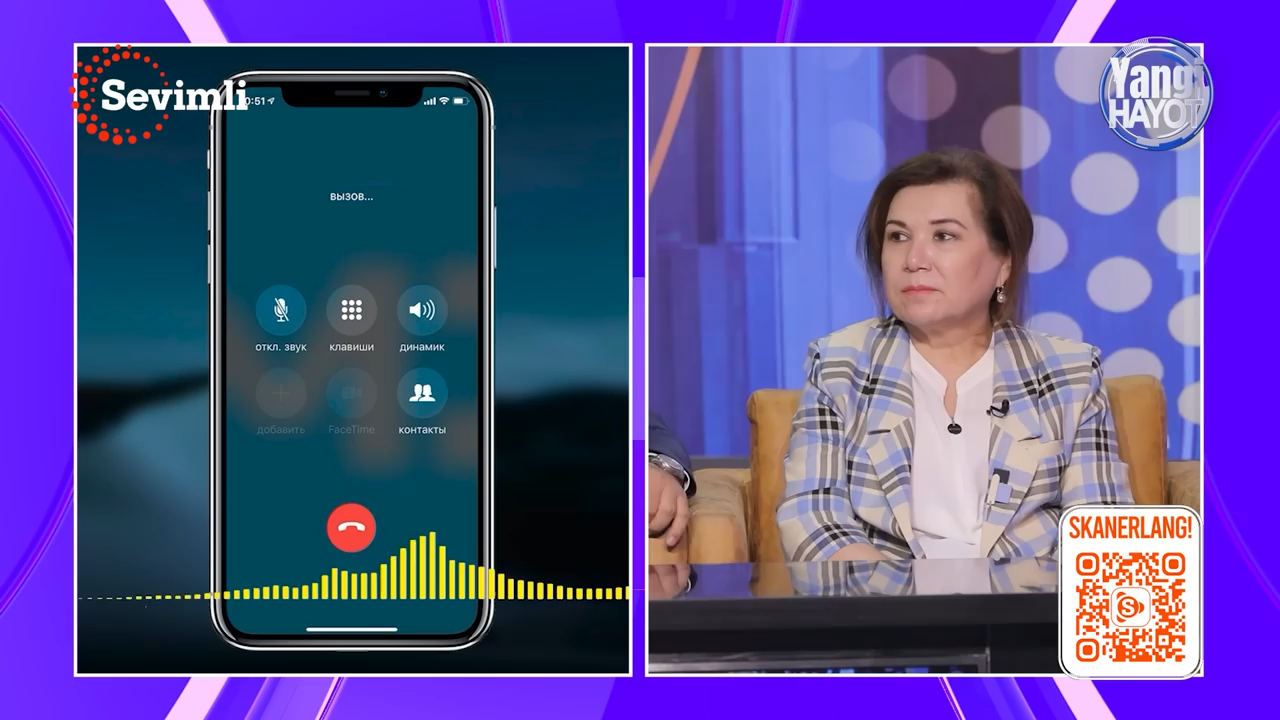 Sevimli
0:51
вызов...
откл. звук
клавиши
динамик
добавить
FaceTime
контакты
Yangi
HAYOT
SKANERLANG!
S